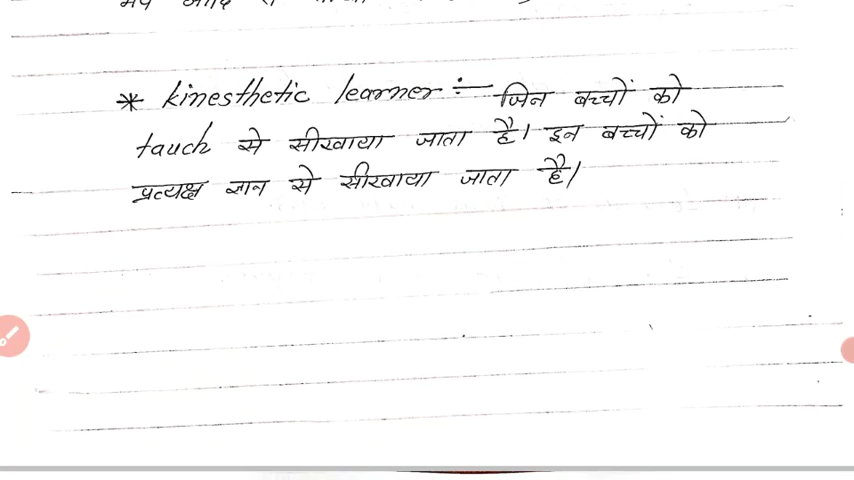 * kinesthetic learner :- जिन बच्चों को
tauch से सीखाया जाता है। इन बच्चों को
प्रत्यक्ष ज्ञान से सीखाया जाता है।